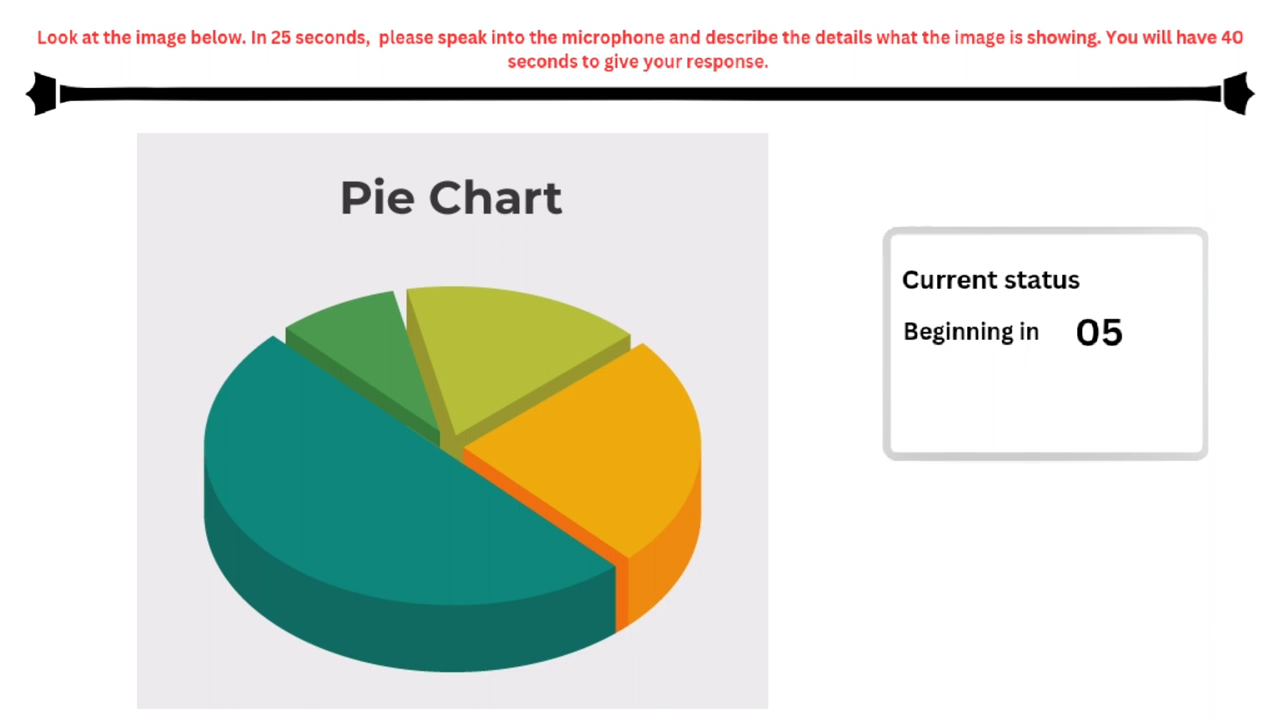 Look at the image below. In 25 seconds, please speak into the microphone and describe the details what the image is showing. You will have 40
seconds to give your response.
Pie Chart
Current status
Beginning in 05